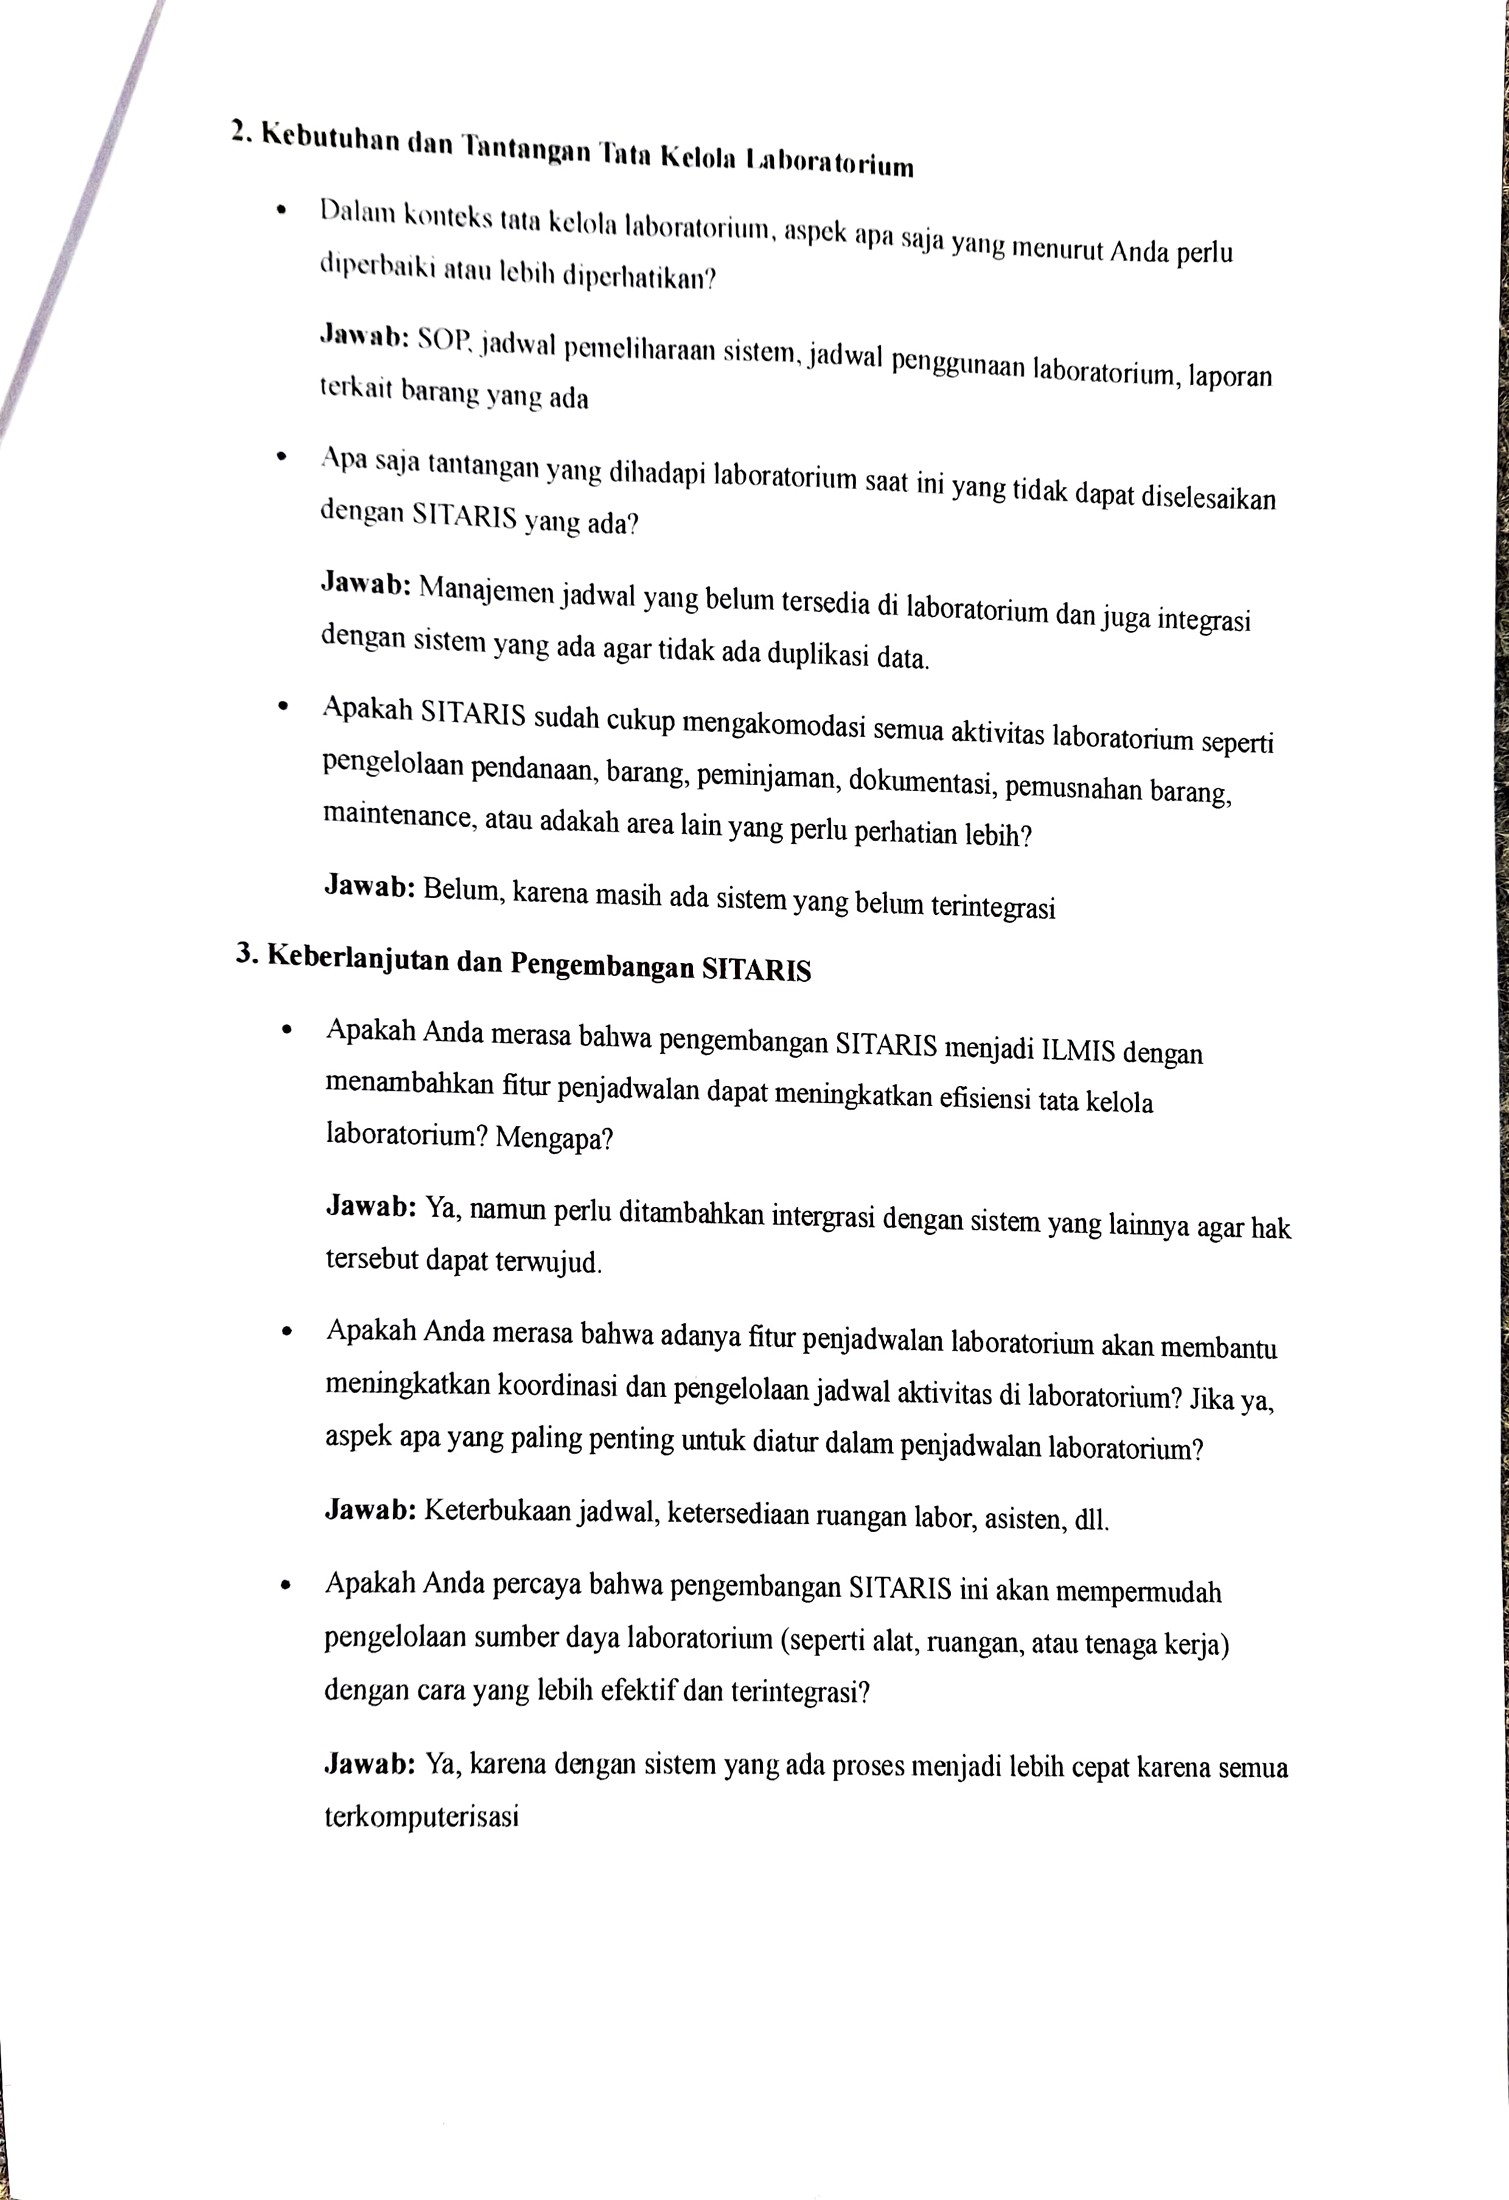 2. Kebutuhan dan Tantangan Tata Kelola Laboratorium
• Dalam konteks tata kelola laboratorium, aspek apa saja yang menurut Anda perlu
diperbaiki atau lebih diperhatikan?
Jawab: SOP, jadwal pemeliharaan sistem, jadwal penggunaan laboratorium, laporan
terkait barang yang ada
• Apa saja tantangan yang dihadapi laboratorium saat ini yang tidak dapat diselesaikan
dengan SITARIS yang ada?
Jawab: Manajemen jadwal yang belum tersedia di laboratorium dan juga integrasi
dengan sistem yang ada agar tidak ada duplikasi data.
• Apakah SITARIS sudah cukup mengakomodasi semua aktivitas laboratorium seperti
pengelolaan pendanaan, barang, peminjaman, dokumentasi, pemusnahan barang,
maintenance, atau adakah area lain yang perlu perhatian lebih?
Jawab: Belum, karena masih ada sistem yang belum terintegrasi
3. Keberlanjutan dan Pengembangan SITARIS
• Apakah Anda merasa bahwa pengembangan SITARIS menjadi ILMIS dengan
menambahkan fitur penjadwalan dapat meningkatkan efisiensi tata kelola
laboratorium? Mengapa?
Jawab: Ya, namun perlu ditambahkan intergrasi dengan sistem yang lainnya agar hak
tersebut dapat terwujud.
• Apakah Anda merasa bahwa adanya fitur penjadwalan laboratorium akan membantu
meningkatkan koordinasi dan pengelolaan jadwal aktivitas di laboratorium? Jika ya,
aspek apa yang paling penting untuk diatur dalam penjadwalan laboratorium?
Jawab: Keterbukaan jadwal, ketersediaan ruangan labor, asisten, dll.
• Apakah Anda percaya bahwa pengembangan SITARIS ini akan mempermudah
pengelolaan sumber daya laboratorium (seperti alat, ruangan, atau tenaga kerja)
dengan cara yang lebih efektif dan terintegrasi?
Jawab: Ya, karena dengan sistem yang ada proses menjadi lebih cepat karena semua
terkomputerisasi